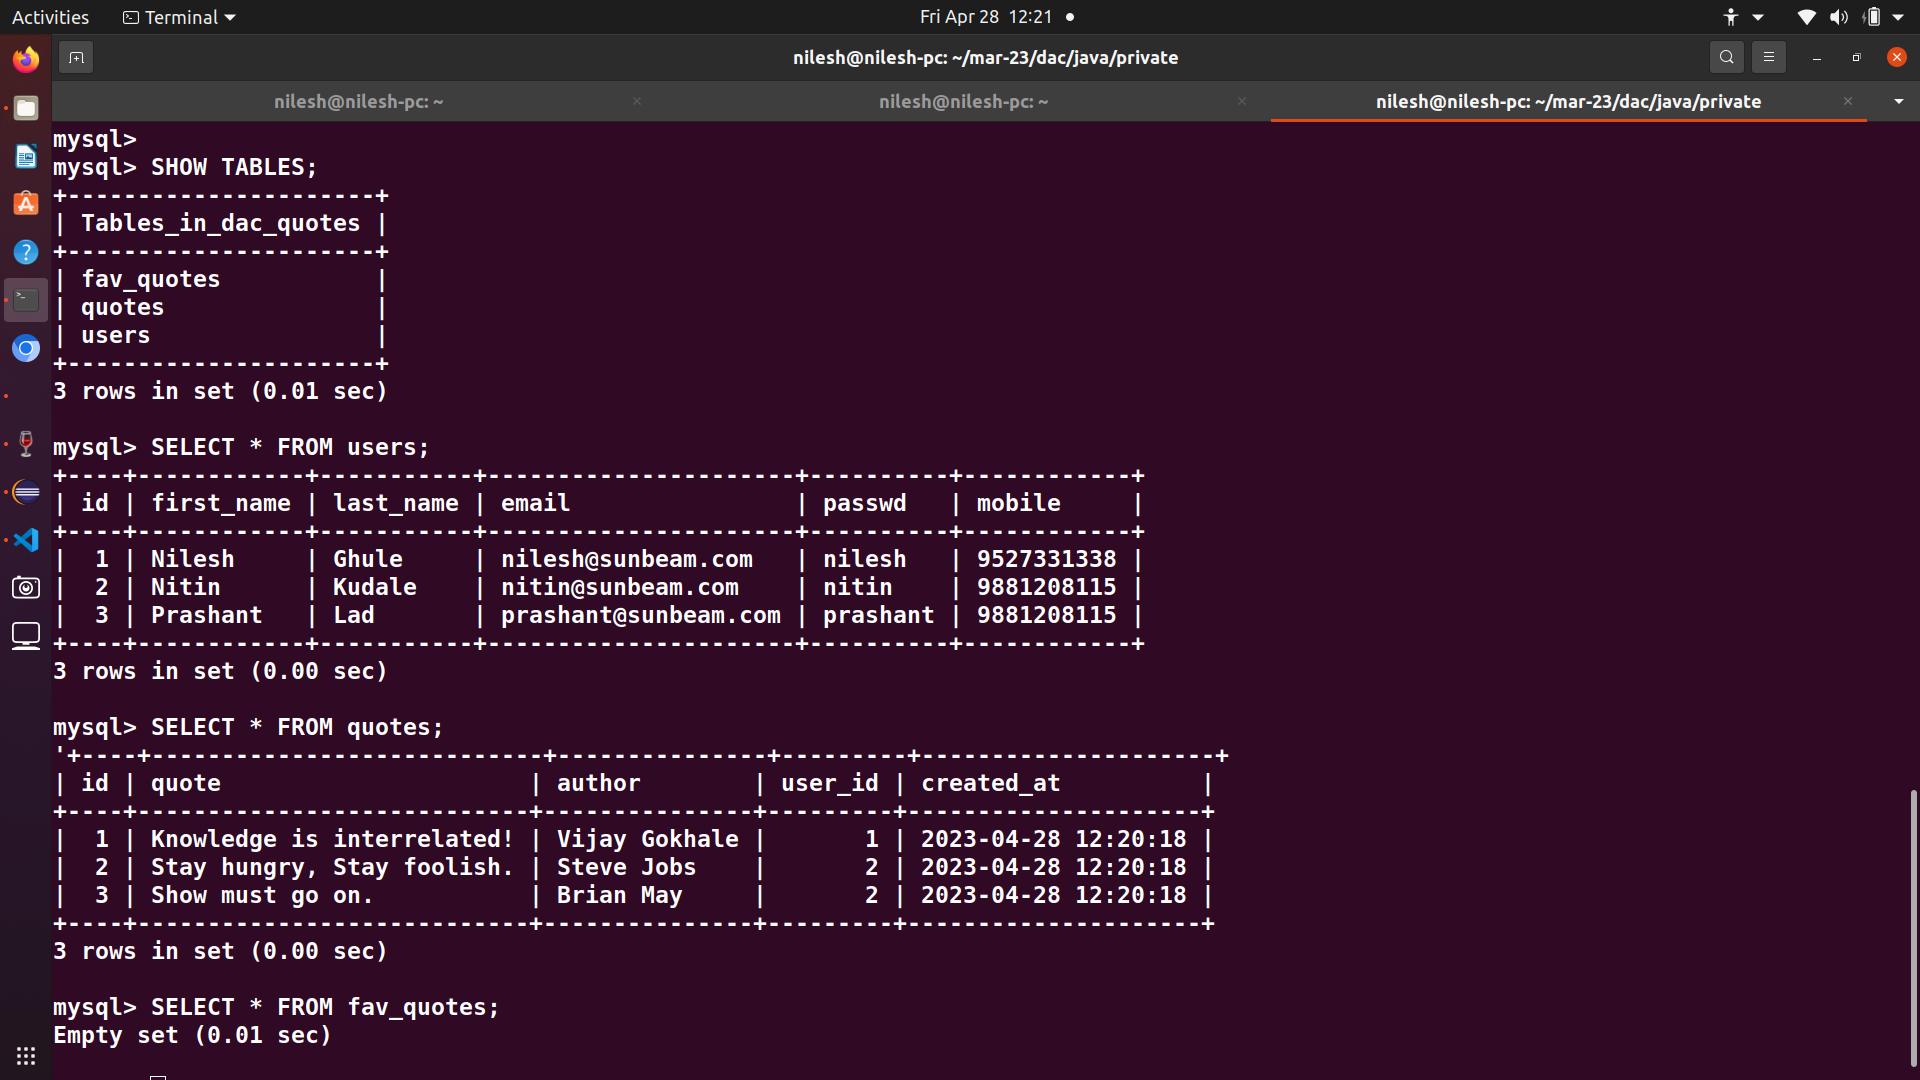 Activities Terminal Fri Apr 28 12:21
nilesh@nilesh-pc: ~/mar-23/dac/java/private
nilesh@nilesh-pc: ~ nilesh@nilesh-pc: ~ nilesh@nilesh-pc: ~/mar-23/dac/java/private
mysql>
mysql> SHOW TABLES;
+----------------------+
| Tables_in_dac_quotes |
+----------------------+
| fav_quotes           |
| quotes               |
| users                |
+----------------------+
3 rows in set (0.01 sec)

mysql> SELECT * FROM users;
+----+------------+-----------+----------------------+----------+------------+
| id | first_name | last_name | email                | passwd   | mobile     |
+----+------------+-----------+----------------------+----------+------------+
|  1 | Nilesh     | Ghule     | nilesh@sunbeam.com   | nilesh   | 9527331338 |
|  2 | Nitin      | Kudale    | nitin@sunbeam.com    | nitin    | 9881208115 |
|  3 | Prashant   | Lad       | prashant@sunbeam.com | prashant | 9881208115 |
+----+------------+-----------+----------------------+----------+------------+
3 rows in set (0.00 sec)

mysql> SELECT * FROM quotes;
'+----+----------------------------+---------------+---------+---------------------+
| id | quote                      | author        | user_id | created_at          |
+----+----------------------------+---------------+---------+---------------------+
|  1 | Knowledge is interrelated! | Vijay Gokhale |       1 | 2023-04-28 12:20:18 |
|  2 | Stay hungry, Stay foolish. | Steve Jobs    |       2 | 2023-04-28 12:20:18 |
|  3 | Show must go on.           | Brian May     |       2 | 2023-04-28 12:20:18 |
+----+----------------------------+---------------+---------+---------------------+
3 rows in set (0.00 sec)

mysql> SELECT * FROM fav_quotes;
Empty set (0.01 sec)